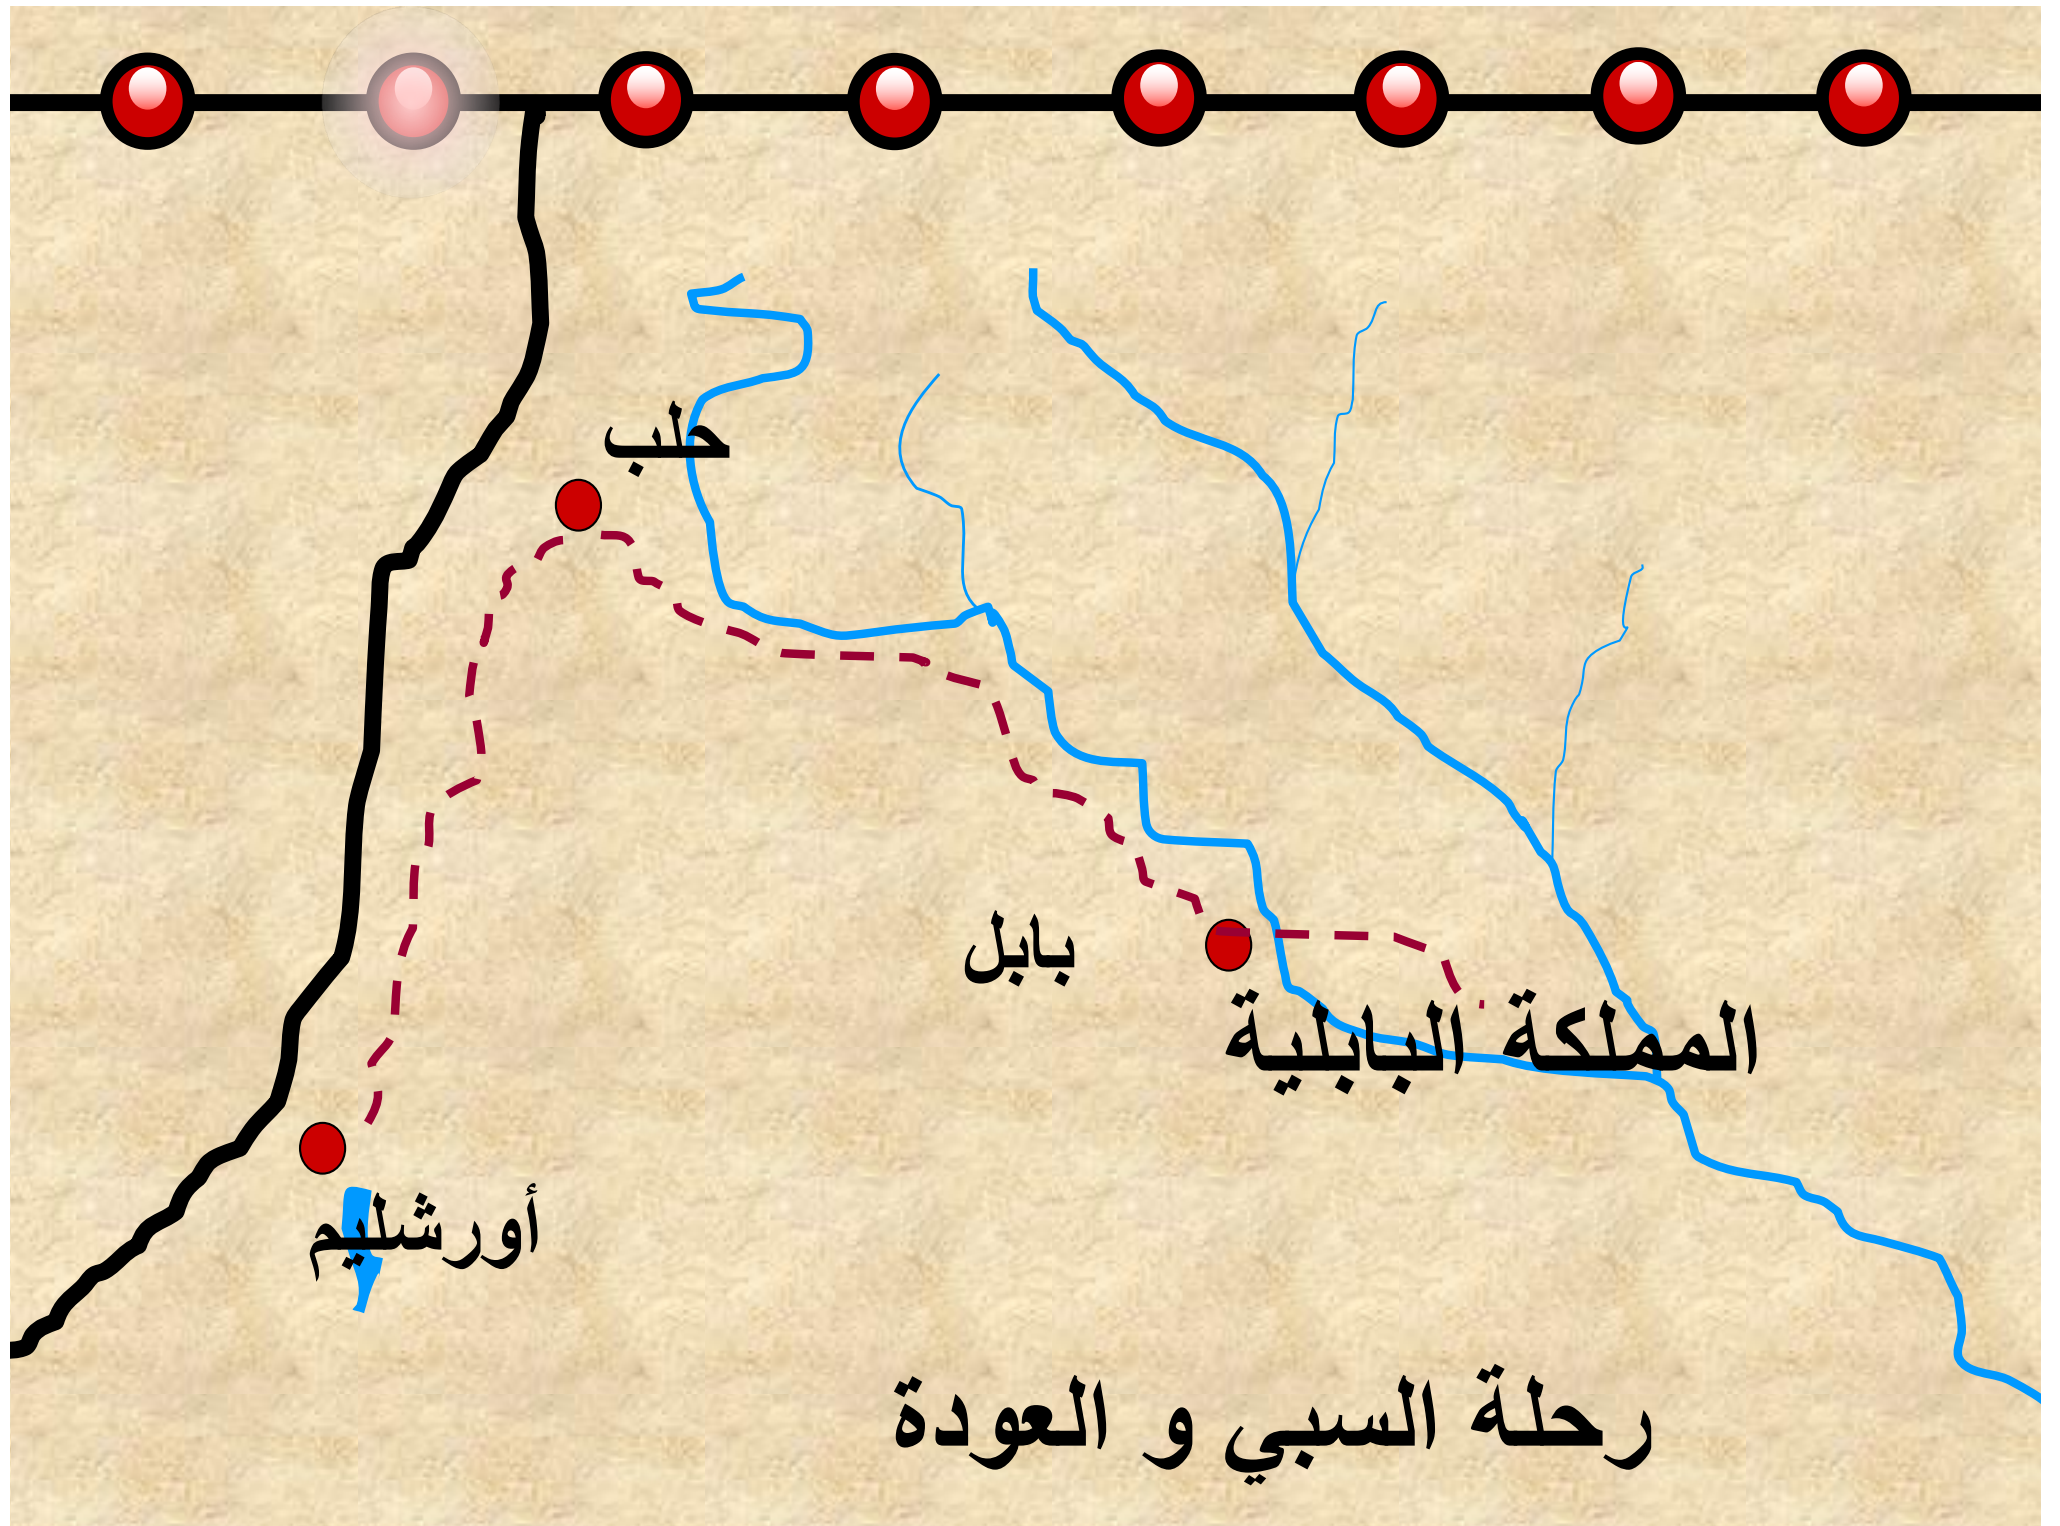 حلب
بابل
المملكة البابلية
أورشليم
رحلة السبي و العودة